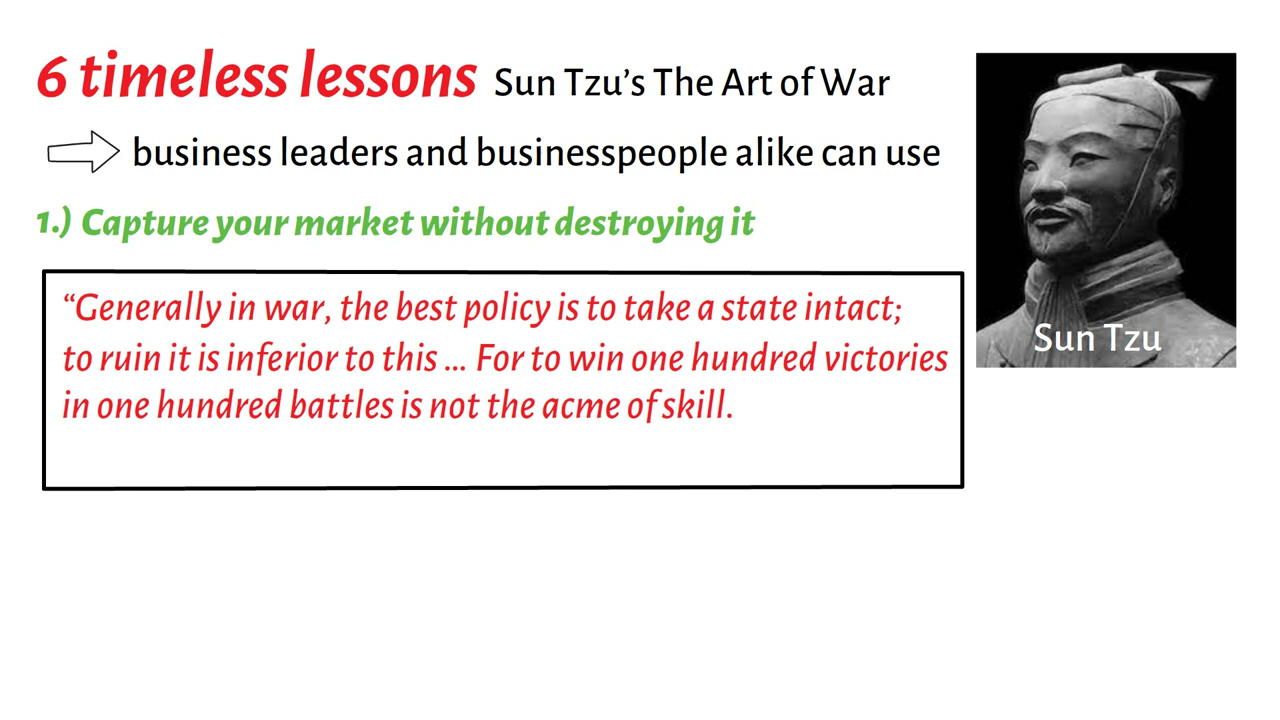 6 timeless lessons Sun Tzu’s The Art of War
business leaders and businesspeople alike can use
1.) Capture your market without destroying it
“Generally in war, the best policy is to take a state intact;
to ruin it is inferior to this ... For to win one hundred victories
in one hundred battles is not the acme of skill.
Sun Tzu